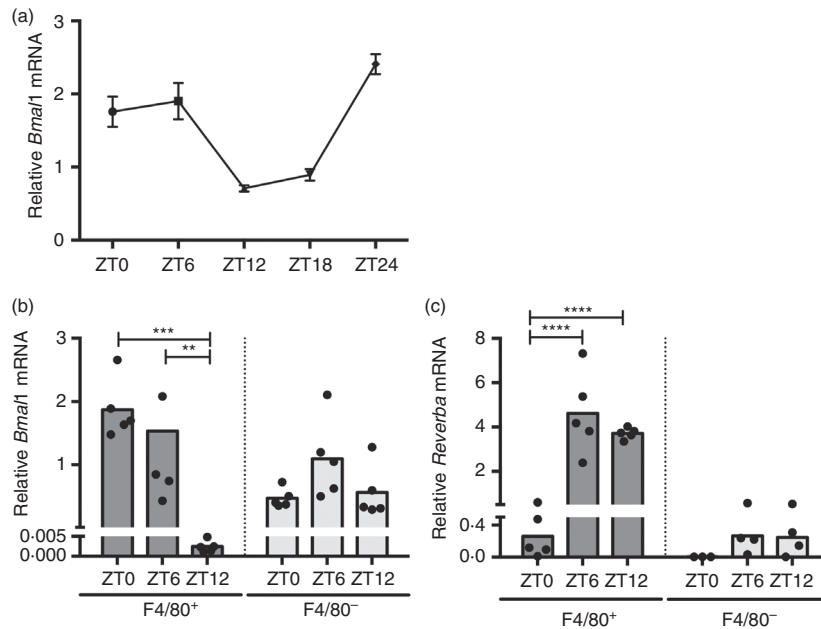 (a)
Relative Bmal1 mRNA
3
2
1
0
ZT0 ZT6 ZT12 ZT18 ZT24
(b)
Relative Bmal1 mRNA
3
2
1
0·005
0·000
***
**
ZT0 ZT6 ZT12 ZT0 ZT6 ZT12
F4/80+ F4/80−
(c)
Relative Reverba mRNA
8
6
4
2
0·4
0·0
****
****
ZT0 ZT6 ZT12 ZT0 ZT6 ZT12
F4/80+ F4/80−